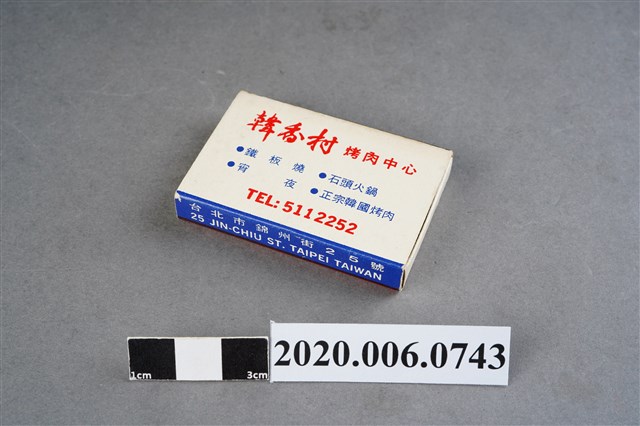 韓香村 烤肉中心
●鐵板燒 ●石頭火鍋
●宵夜 ●正宗韓國烤肉
TEL: 5112252
台北市錦州街25號
25 JIN-CHIU ST. TAIPEI TAIWAN
1cm 3cm
2020.006.0743